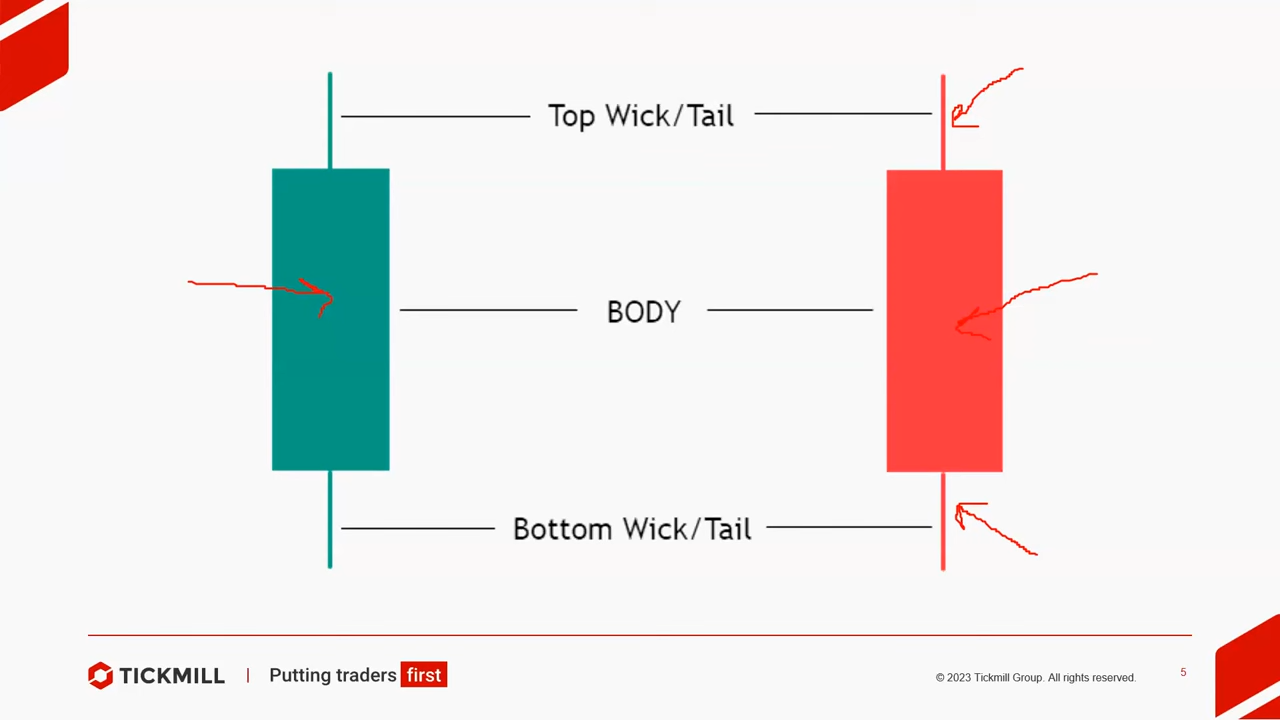 Top Wick/Tail
BODY
Bottom Wick/Tail
TICKMILL | Putting traders first
© 2023 Tickmill Group. All rights reserved.
5